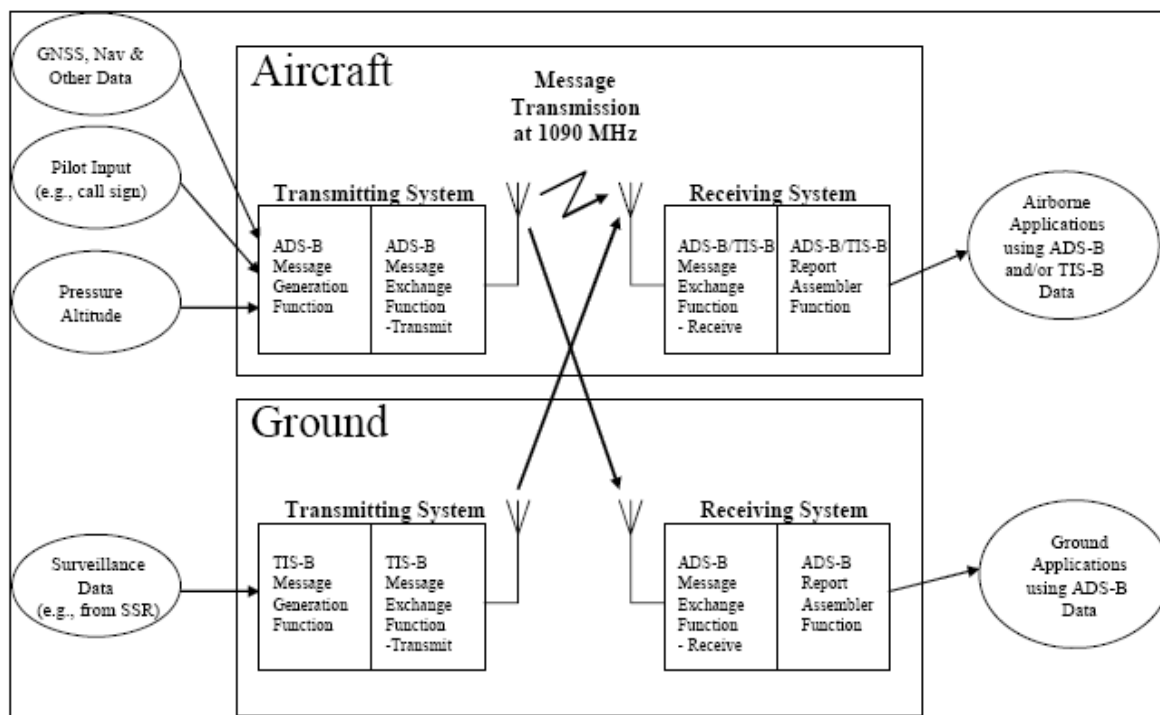 GNSS, Nav &
Other Data
Pilot Input
(e.g., call sign)
Pressure
Altitude
Aircraft
Message
Transmission
at 1090 MHz
Transmitting System
ADS-B
Message
Generation
Function
ADS-B
Message
Exchange
Function
-Transmit
Receiving System
ADS-B/TIS-B
Message
Exchange
Function
- Receive
ADS-B/TIS-B
Report
Assembler
Function
Airborne
Applications
using ADS-B
and/or TIS-B
Data
Ground
Surveillance
Data
(e.g., from SSR)
Transmitting System
TIS-B
Message
Generation
Function
TIS-B
Message
Exchange
Function
-Transmit
Receiving System
ADS-B
Message
Exchange
Function
- Receive
ADS-B
Report
Assembler
Function
Ground
Applications
using ADS-B
Data